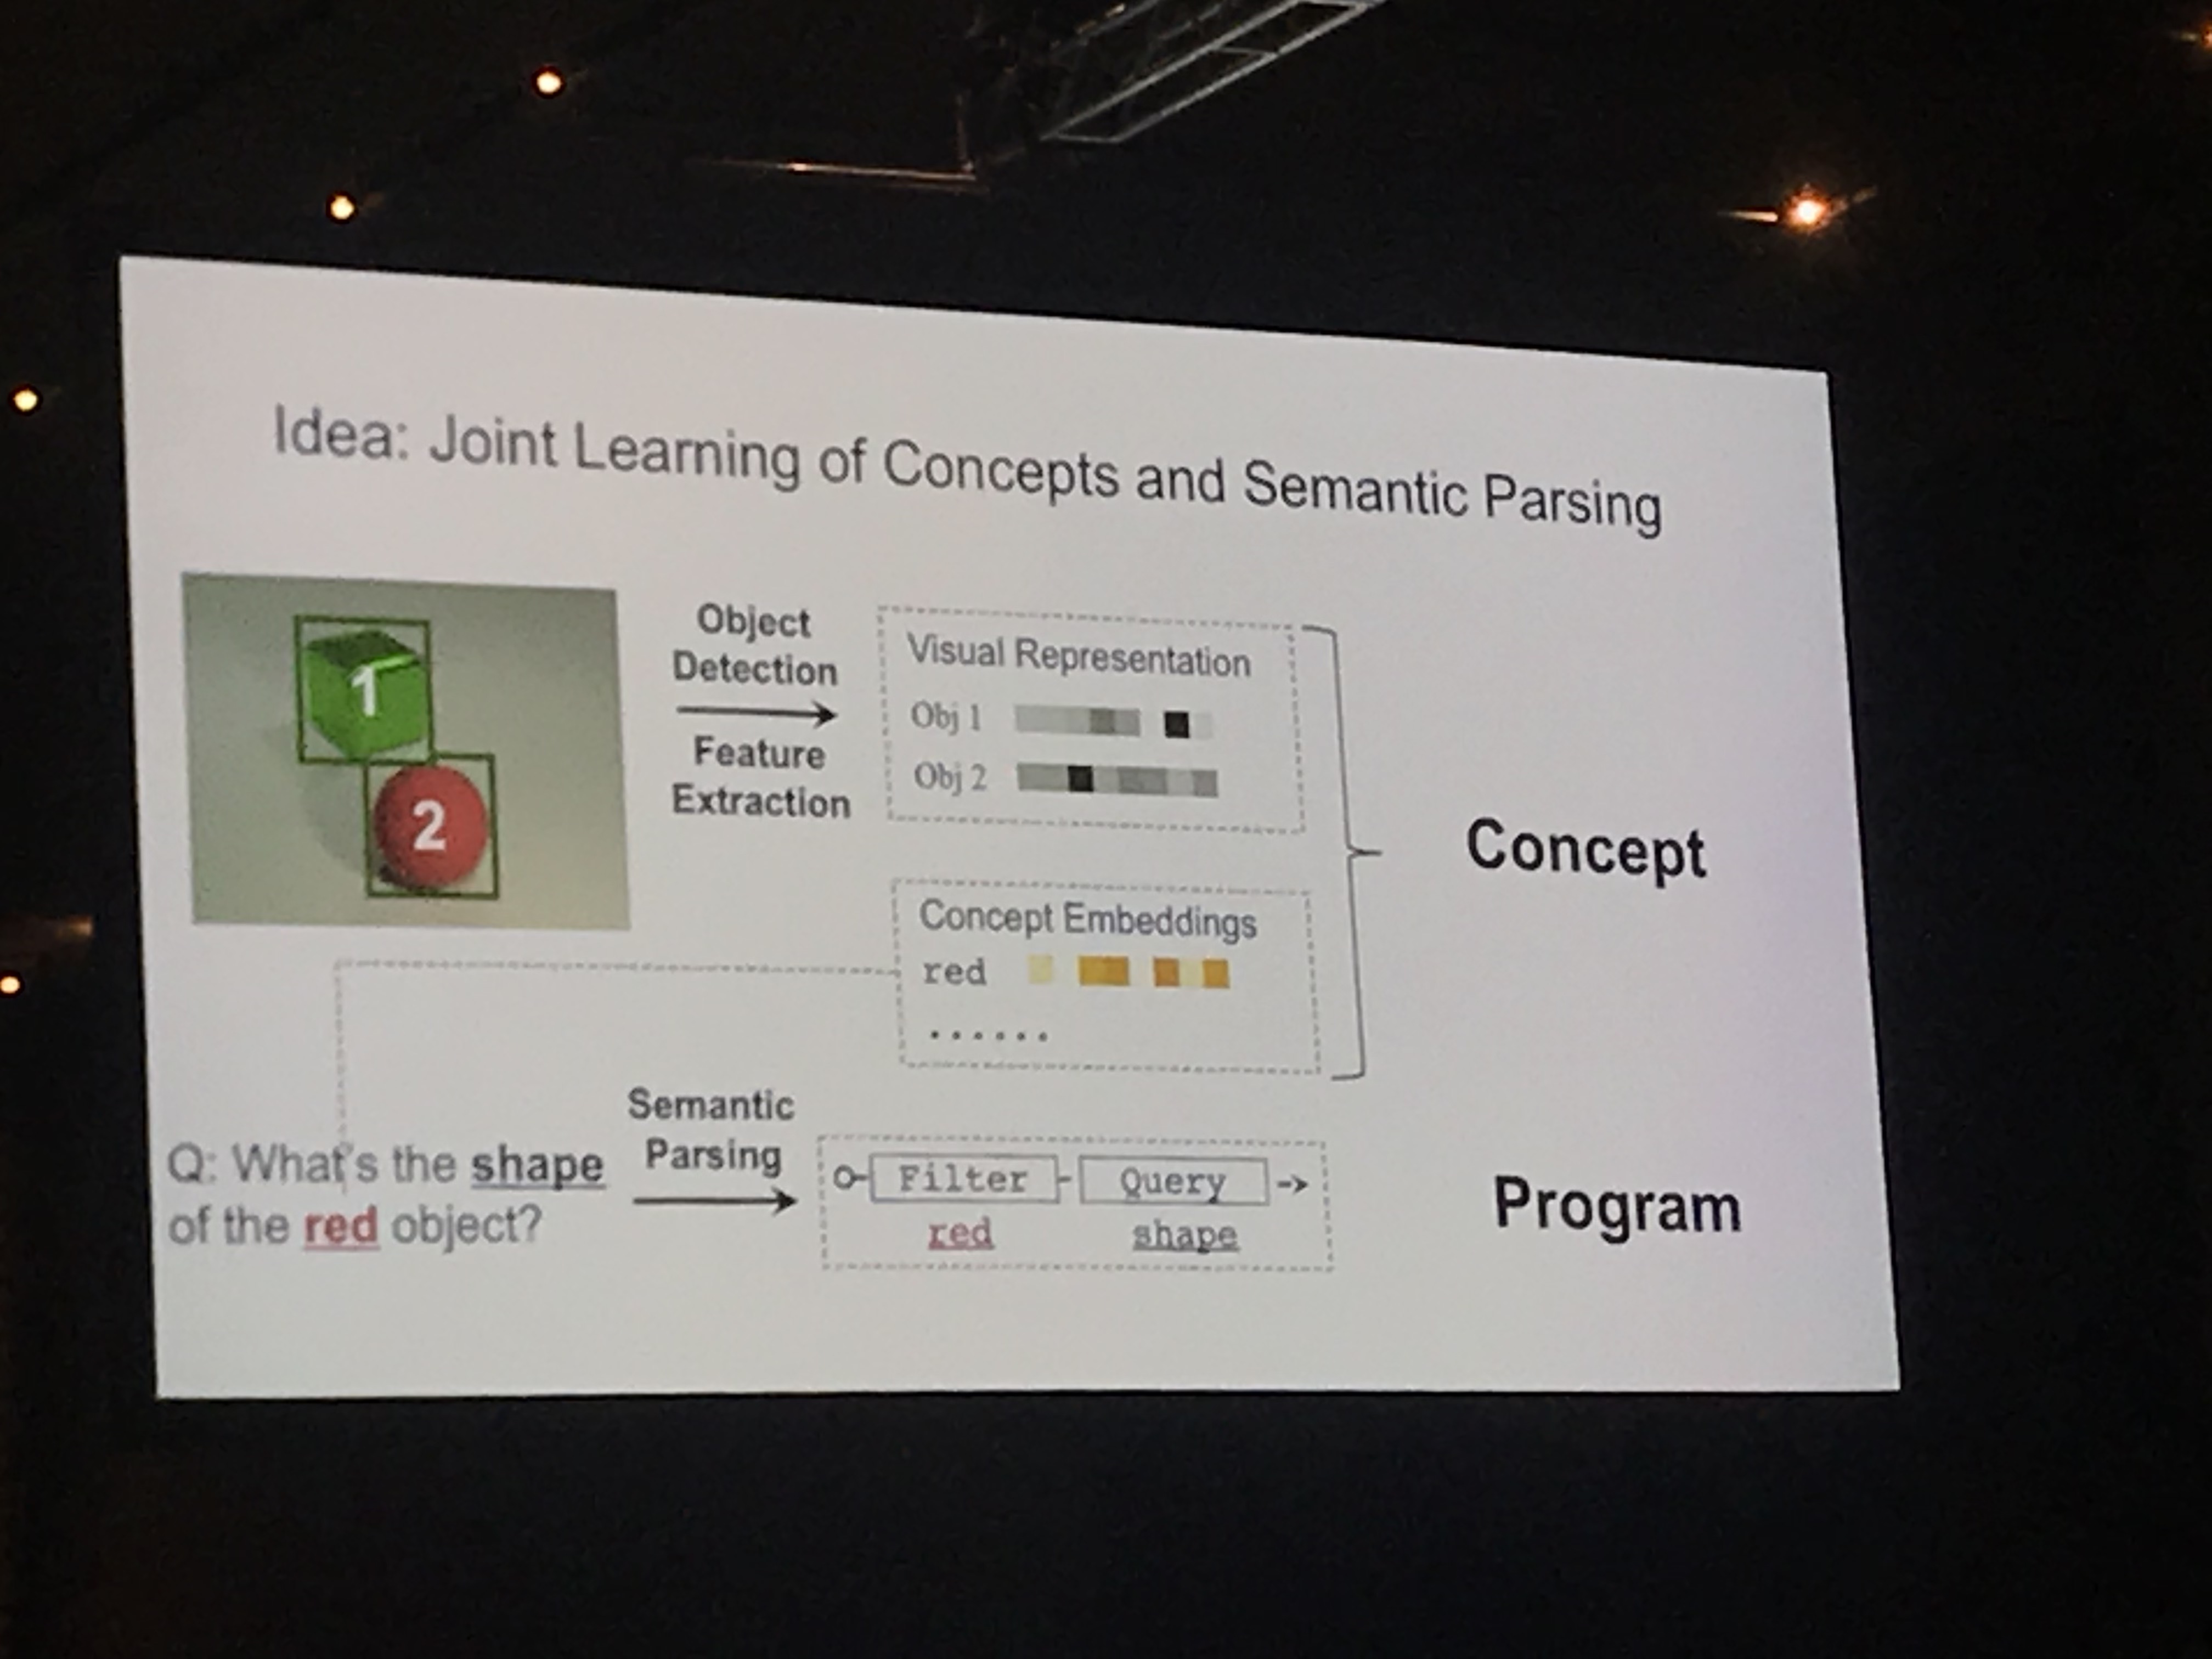 Idea: Joint Learning of Concepts and Semantic Parsing
1
2
Object
Detection
Feature
Extraction
Visual Representation
Obj 1
Obj 2
Concept
Concept Embeddings
red
......
Semantic
Parsing
Q: What's the shape
of the red object?
Filter Query
red shape
Program